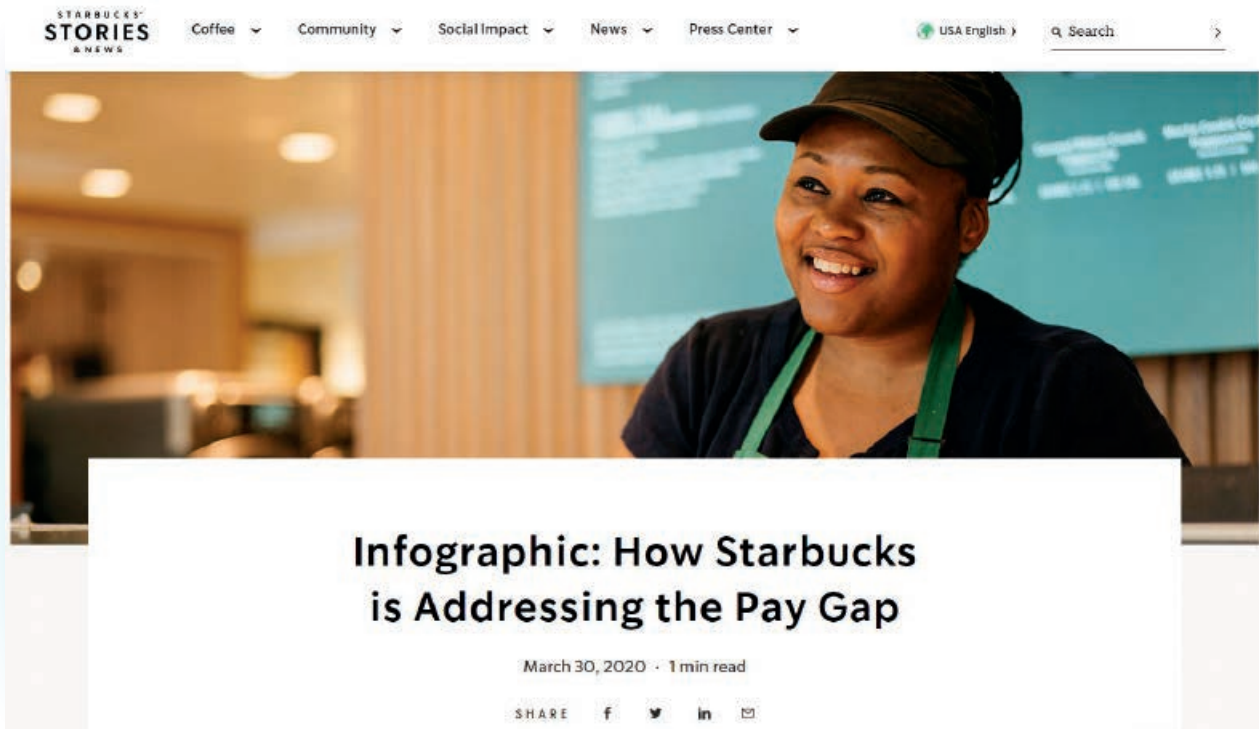 STARBUCKS®
STORIES
& NEWS
Coffee
Community
Social Impact
News
Press Center
USA English
Search
Infographic: How Starbucks
is Addressing the Pay Gap
March 30, 2020 · 1 min read
SHARE